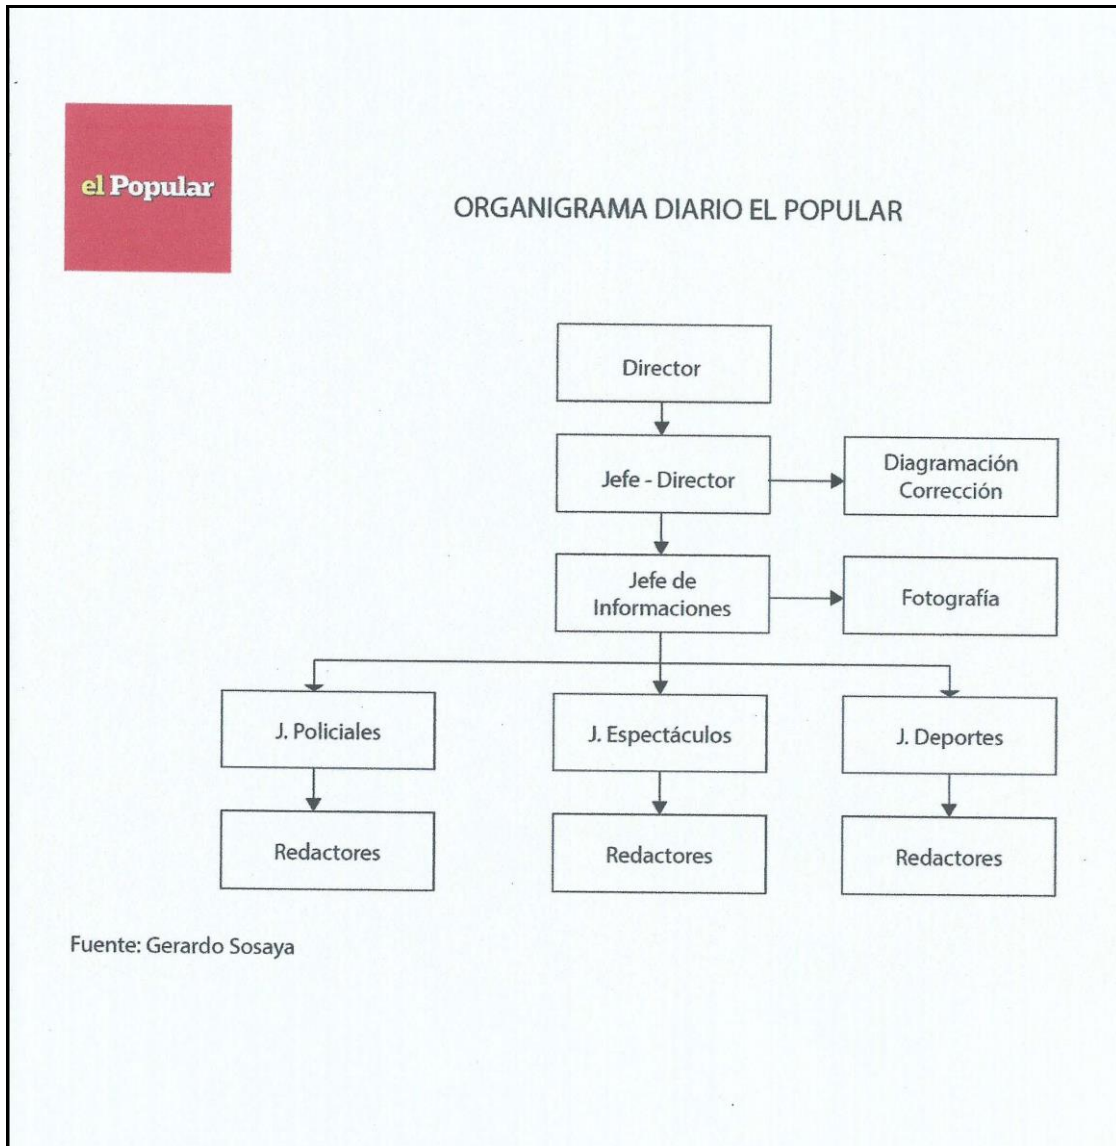 el Popular
ORGANIGRAMA DIARIO EL POPULAR
Director
Jefe - Director
Diagramación
Corrección
Jefe de
Informaciones
Fotografía
J. Policiales
J. Espectáculos
J. Deportes
Redactores
Redactores
Redactores
Fuente: Gerardo Sosaya